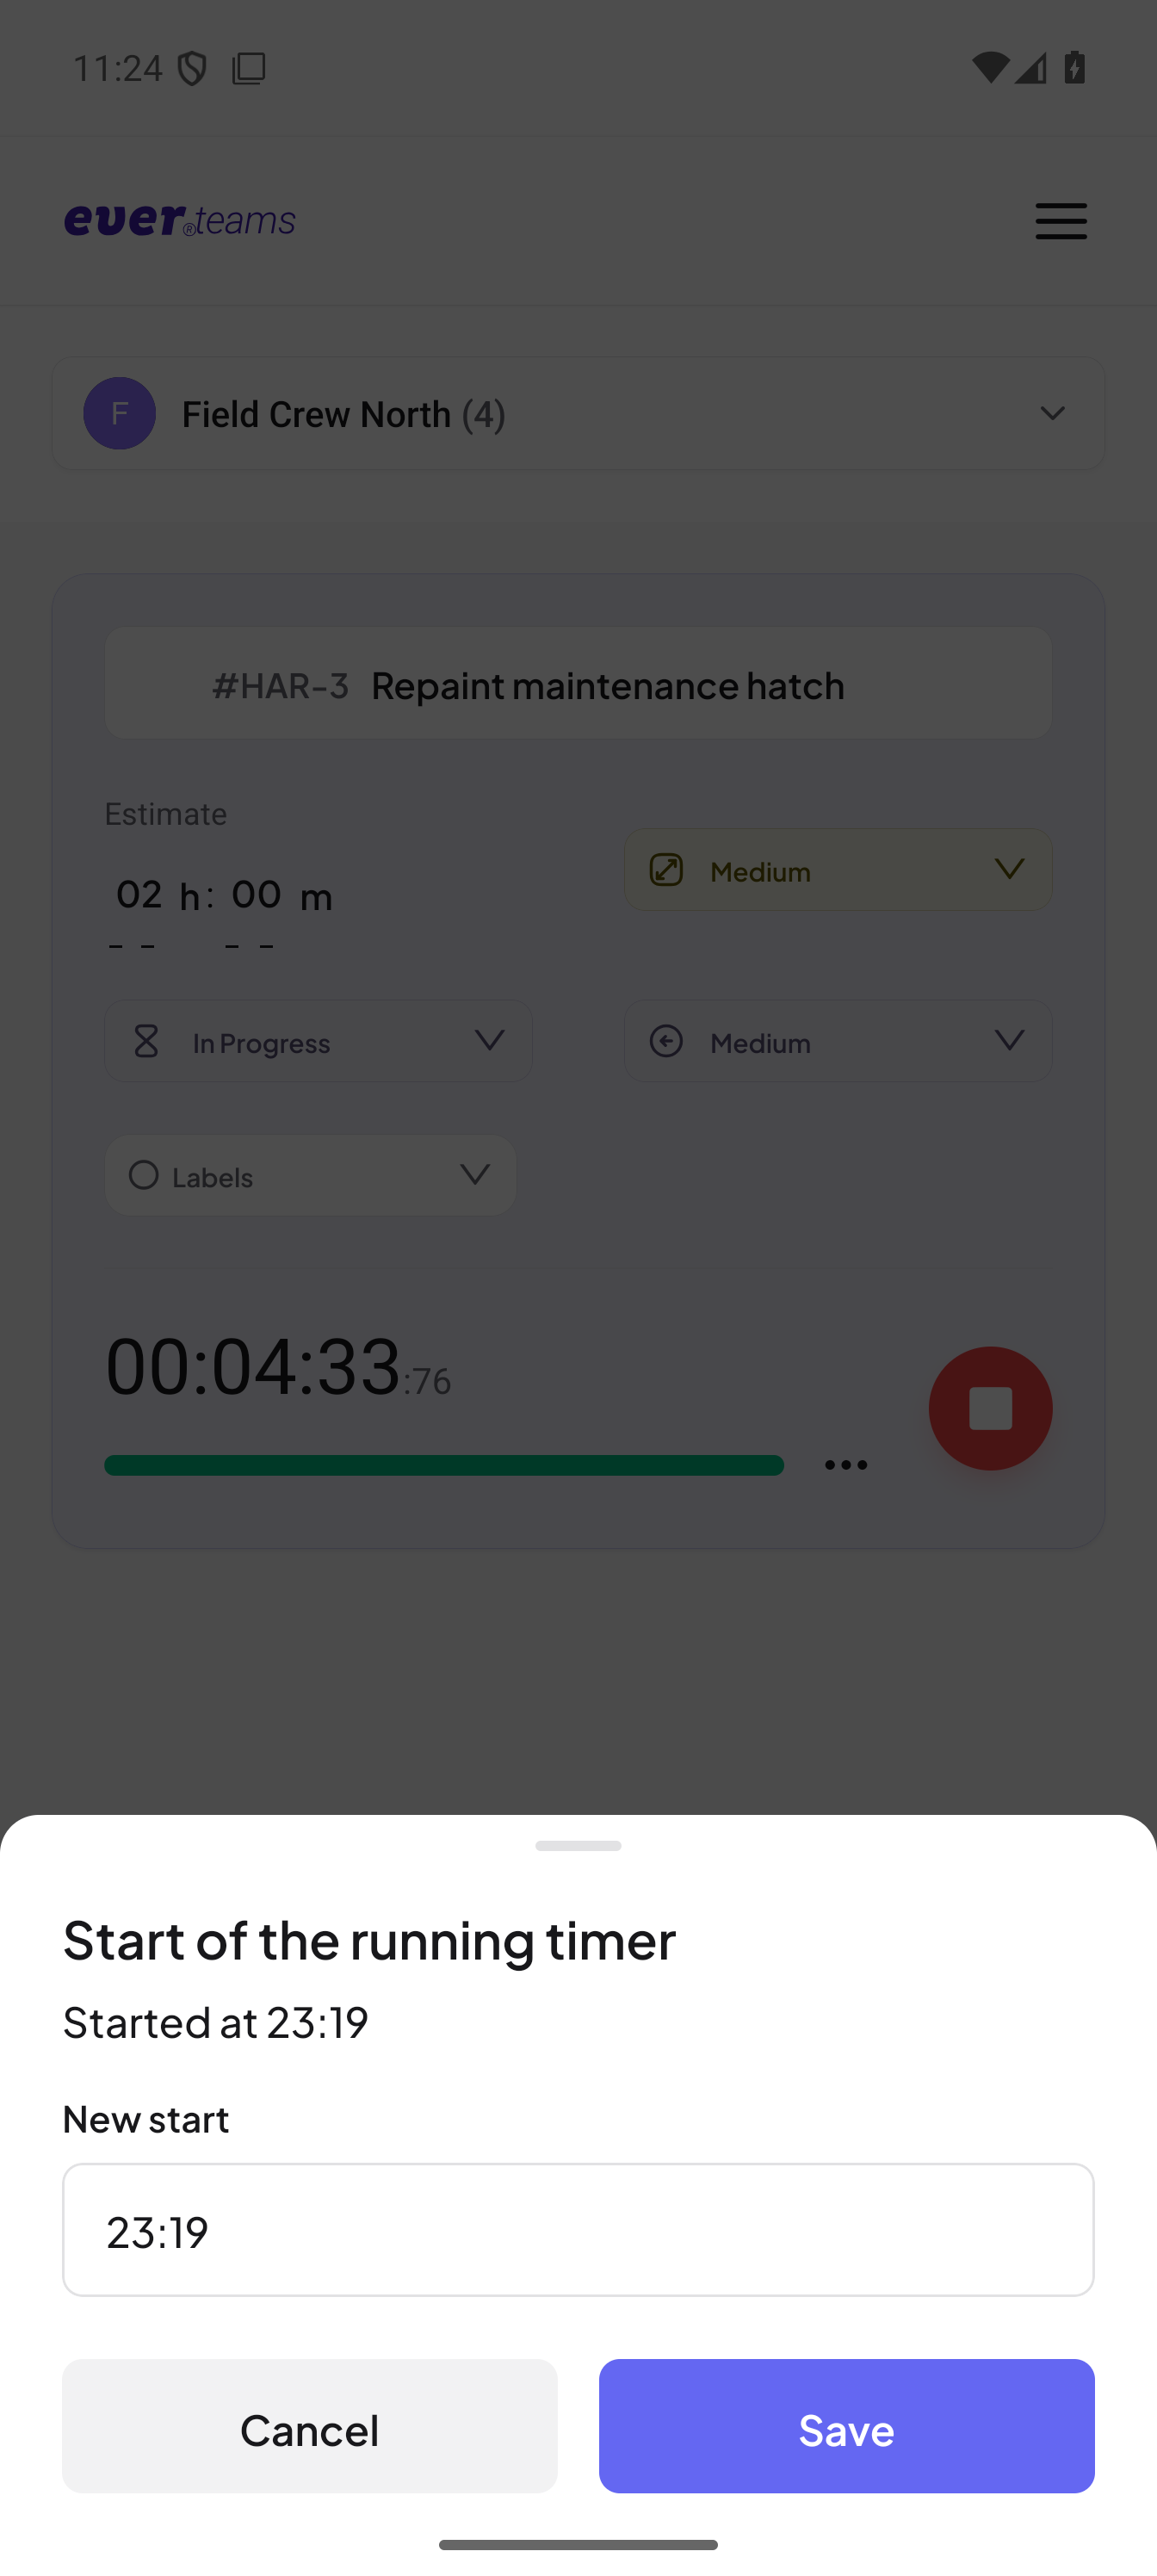 11:24
ever®teams
F Field Crew North (4)
#HAR-3 Repaint maintenance hatch
Estimate
02 h : 00 m
Medium
In Progress
Medium
Labels
00:04:33:76
Start of the running timer
Started at 23:19
New start
23:19
Cancel
Save